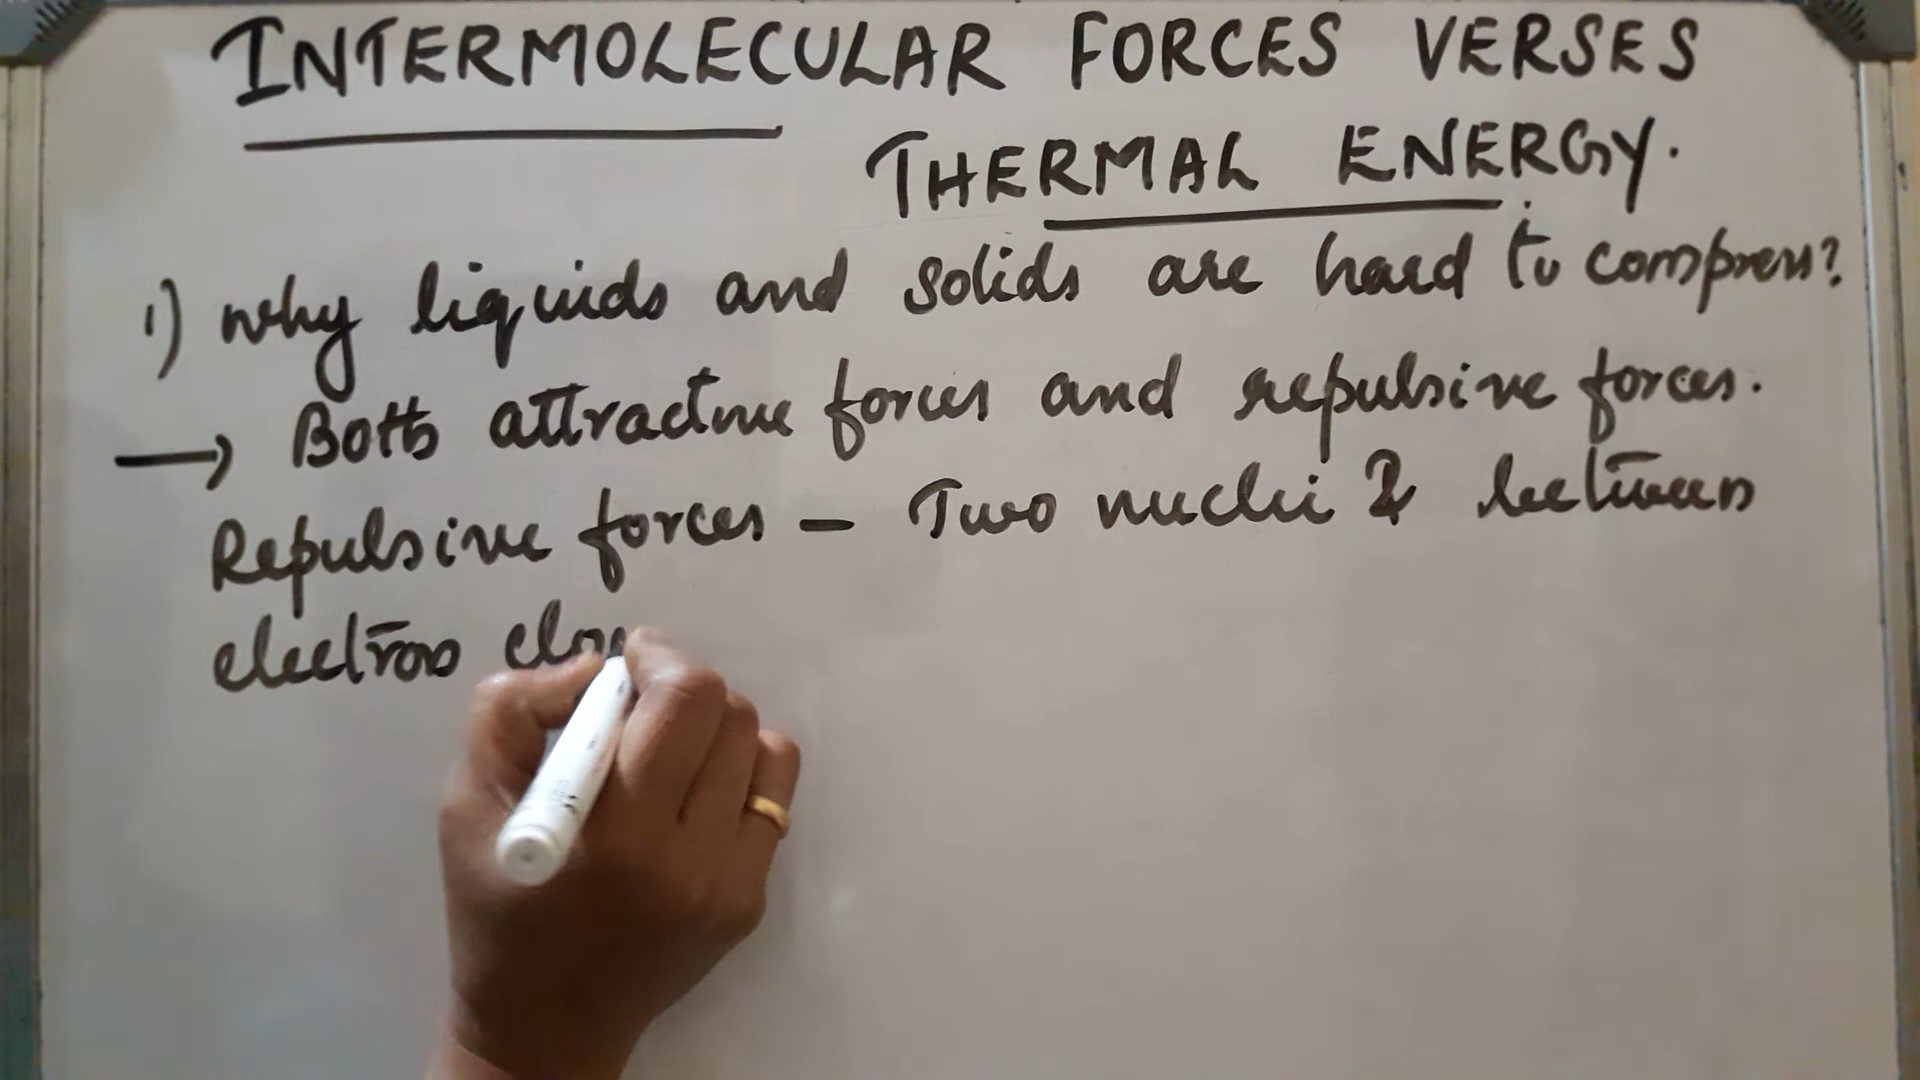 INTERMOLECULAR FORCES VERSES
THERMAL ENERGY.
1) why liquids and solids are hard to compress?
→ Both attractive forces and repulsive forces.
Repulsive forces - Two nuclei & between
electron clou